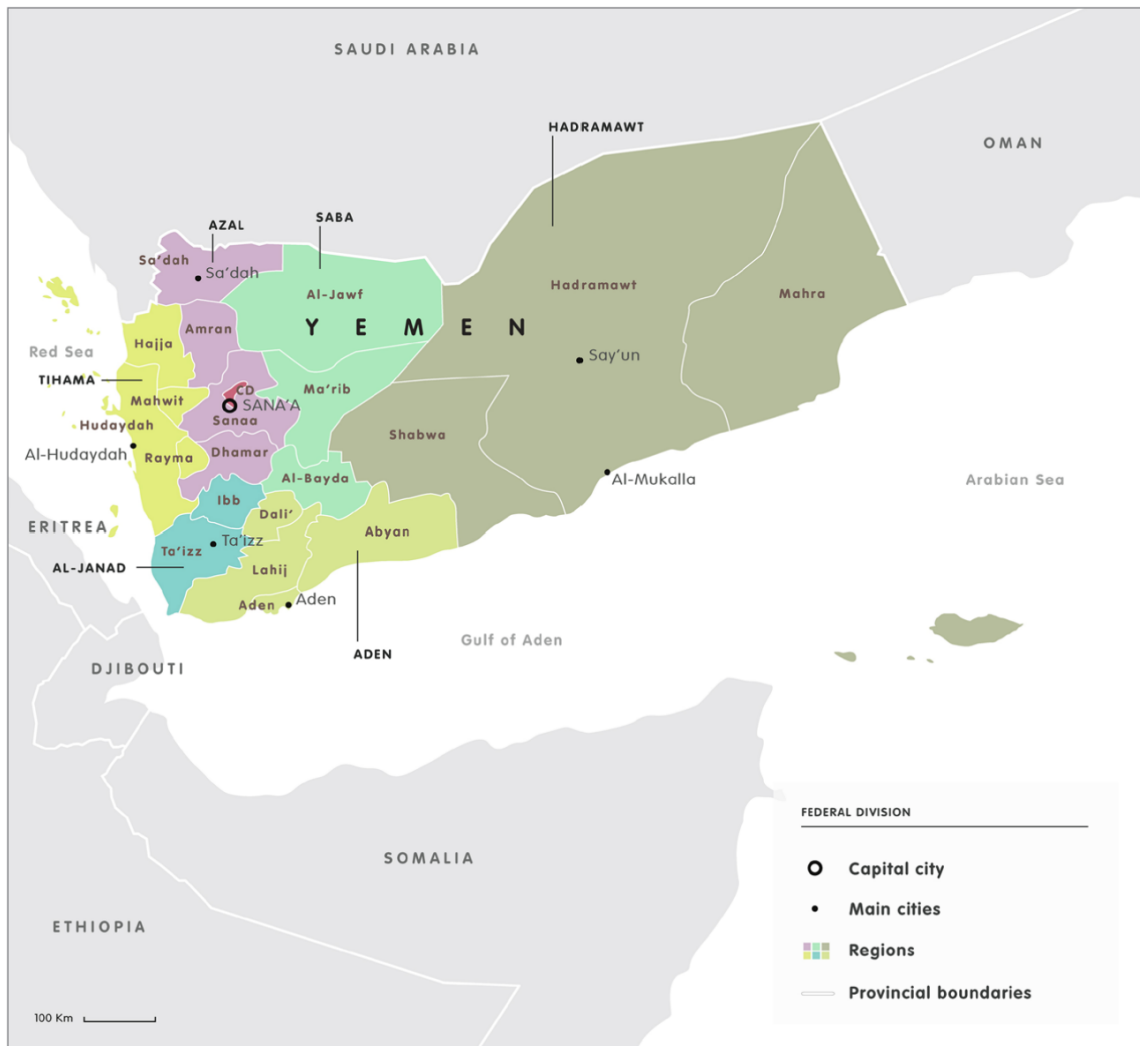 SAUDI ARABIA
HADRAMAWT
OMAN
SABA
AZAL
Sa'dah
Sa'dah
Hadramawt
Al-Jawf
Mahra
YEMEN
Amran
Hajja
Red Sea
Say'un
TIHAMA
CD
Ma'rib
Mahwit
SANA'A
Sanaa
Hudaydah
Shabwa
Al-Hudaydah
Rayma
Dhamar
Al-Bayda
Al-Mukalla
Arabian Sea
Ibb
Dali'
ERITREA
Abyan
Ta'izz
Ta'izz
AL-JANAD
Lahij
Aden
Aden
Gulf of Aden
ADEN
DJIBOUTI
FEDERAL DIVISION
SOMALIA
Capital city
Main cities
ETHIOPIA
Regions
Provincial boundaries
100 Km